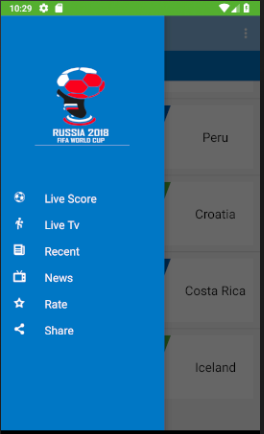 10:29
RUSSIA 2018
FIFA WORLD CUP
Live Score
Live Tv
Recent
News
Rate
Share
Peru
Croatia
Costa Rica
Iceland